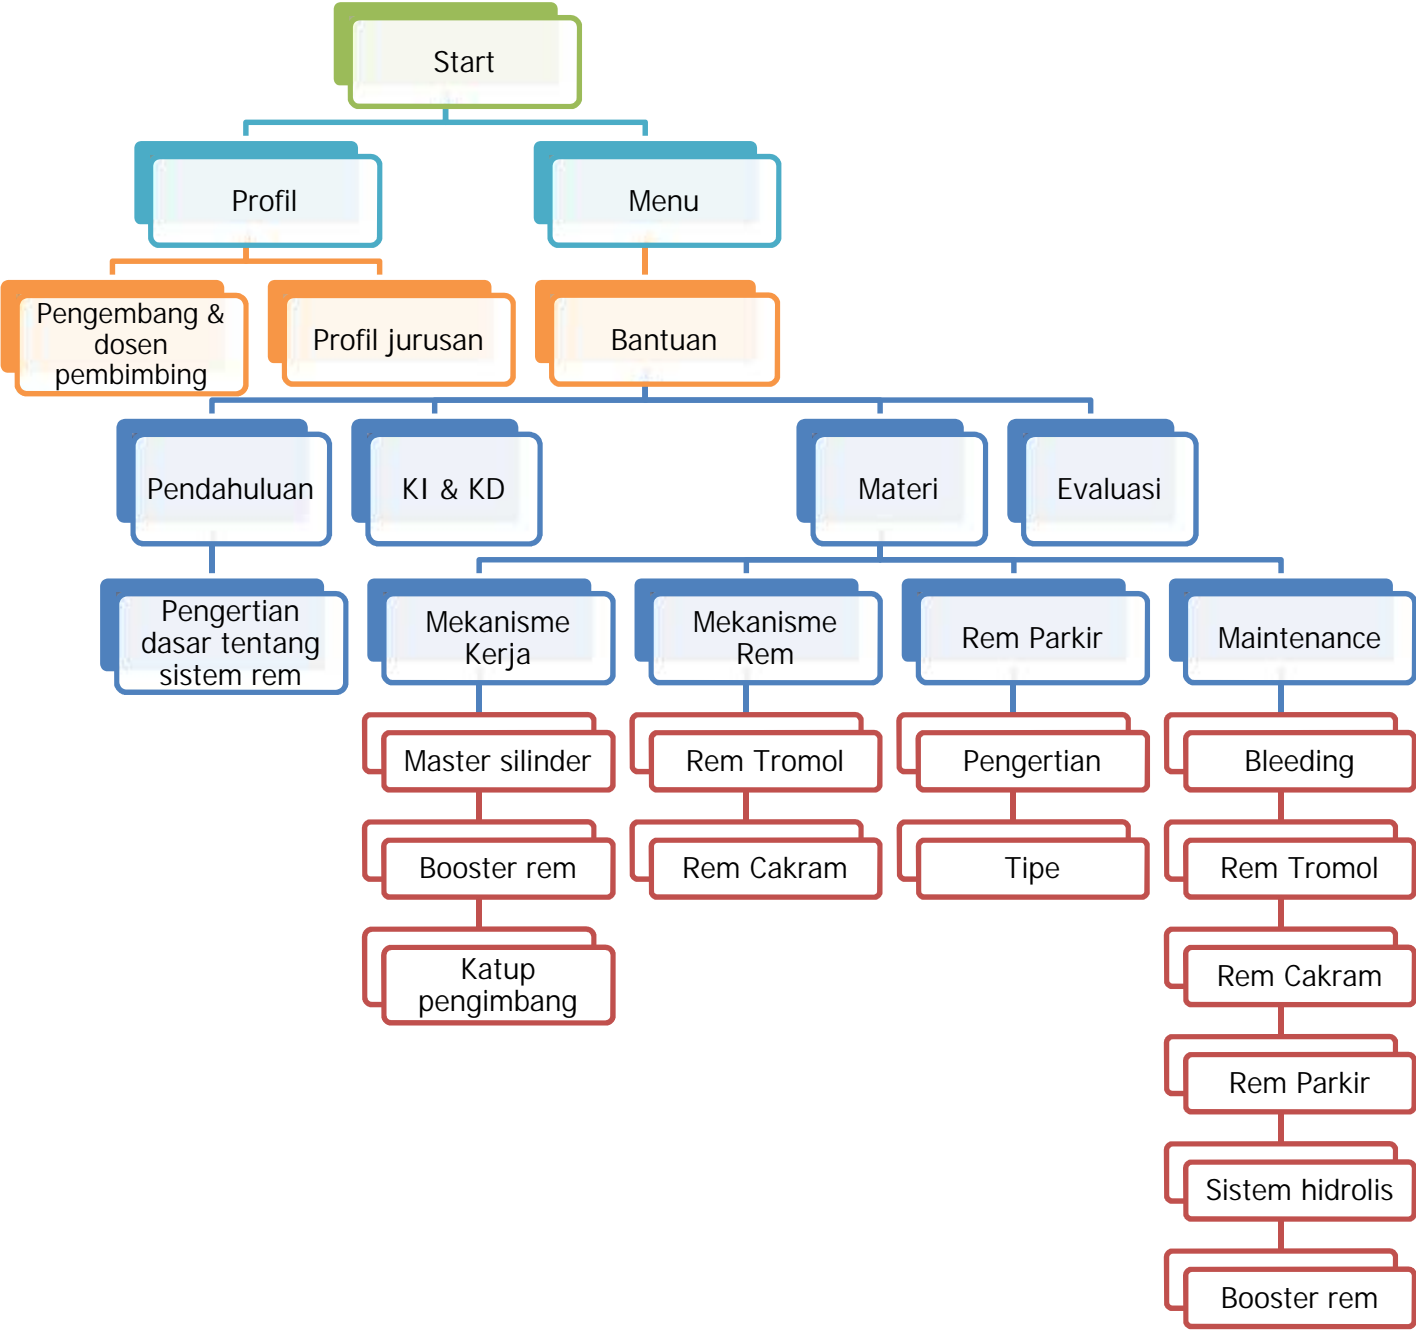 Start
Profil
Menu
Pengembang &
dosen
pembimbing
Profil jurusan
Bantuan
Pendahuluan
KI & KD
Materi
Evaluasi
Pengertian
dasar tentang
sistem rem
Mekanisme
Kerja
Mekanisme
Rem
Rem Parkir
Maintenance
Master silinder
Rem Tromol
Pengertian
Bleeding
Booster rem
Rem Cakram
Tipe
Rem Tromol
Katup
pengimbang
Rem Cakram
Rem Parkir
Sistem hidrolis
Booster rem